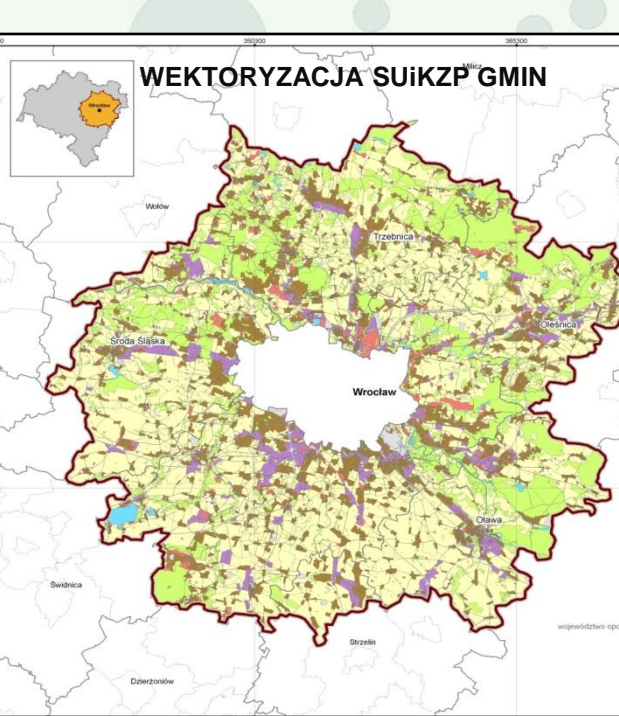 350300
385300
Milicz
WEKTORYZACJA SUiKZP GMIN
Wrocław
Wołów
Trzebnica
Oleśnica
Środa Śląska
Wrocław
Oława
Świdnica
województwo opo
Strzelin
Dzierżoniów